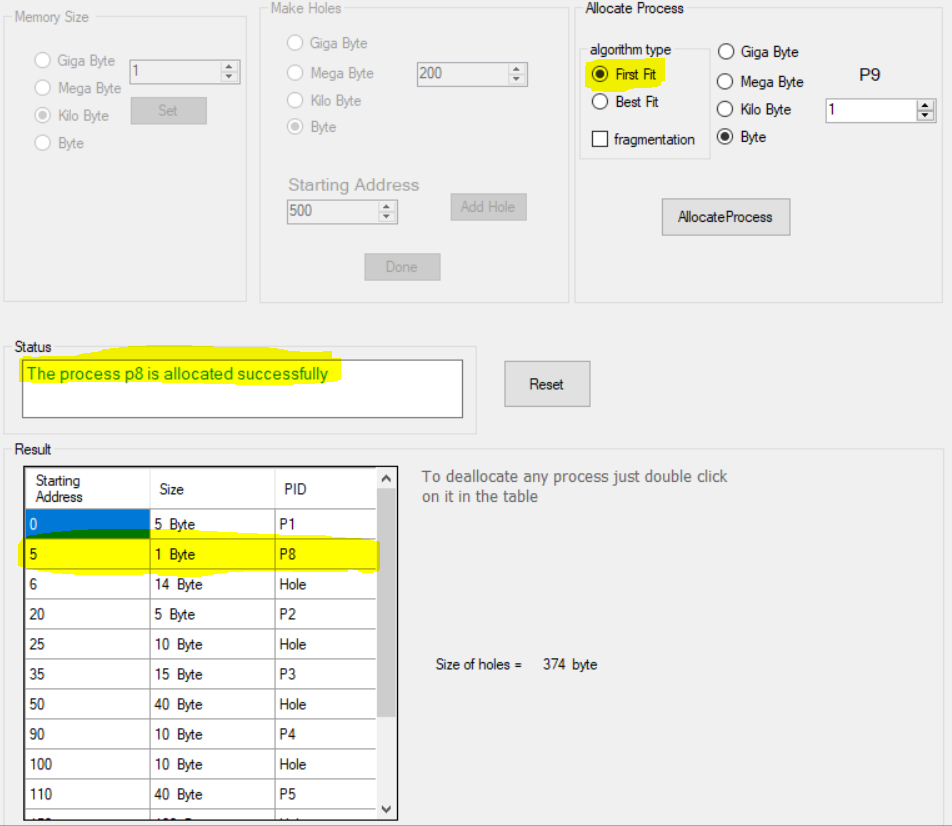 Memory Size
Giga Byte
1
Mega Byte
Kilo Byte
Set
Byte
Make Holes
Giga Byte
Mega Byte
200
Kilo Byte
Byte
Starting Address
500
Add Hole
Done
Allocate Process
algorithm type
First Fit
Best Fit
fragmentation
Giga Byte
Mega Byte
P9
Kilo Byte
1
Byte
AllocateProcess
Status
The process p8 is allocated successfully
Reset
Result
Starting Address Size PID
0 5 Byte P1
5 1 Byte P8
6 14 Byte Hole
20 5 Byte P2
25 10 Byte Hole
35 15 Byte P3
50 40 Byte Hole
90 10 Byte P4
100 10 Byte Hole
110 40 Byte P5
To deallocate any process just double click
on it in the table
Size of holes = 374 byte